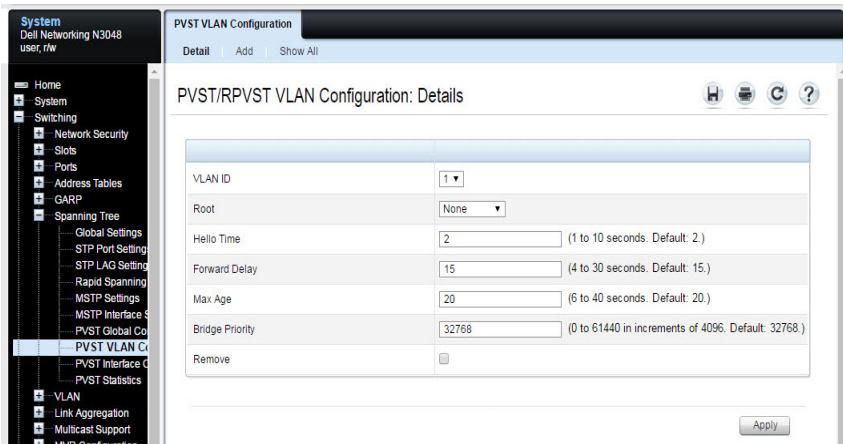 System
Dell Networking N3048
user, r/w
PVST VLAN Configuration
Detail Add Show All
Home
System
Switching
Network Security
Slots
Ports
Address Tables
GARP
Spanning Tree
Global Settings
STP Port Setting
STP LAG Setting
Rapid Spanning
MSTP Settings
MSTP Interface S
PVST Global Co
PVST VLAN Co
PVST Interface C
PVST Statistics
VLAN
Link Aggregation
Multicast Support
PVST/RPVST VLAN Configuration: Details
VLAN ID 1
Root None
Hello Time 2 (1 to 10 seconds. Default: 2.)
Forward Delay 15 (4 to 30 seconds. Default: 15.)
Max Age 20 (6 to 40 seconds. Default: 20.)
Bridge Priority 32768 (0 to 61440 in increments of 4096. Default: 32768.)
Remove
Apply